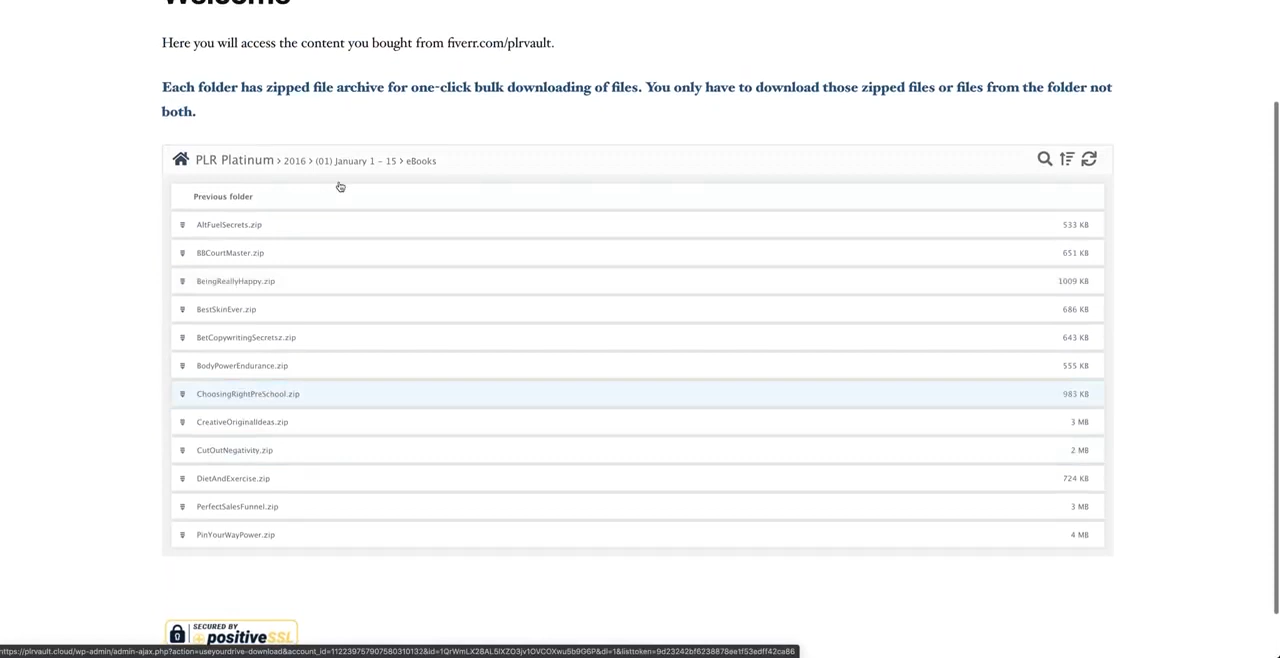 Welcome
Here you will access the content you bought from fiverr.com/plrvault.
Each folder has zipped file archive for one-click bulk downloading of files. You only have to download those zipped files or files from the folder not
both.
PLR Platinum > 2016 > (01) January 1 - 15 > eBooks
Previous folder
AltFuelSecrets.zip 533 KB
BBCourtMaster.zip 651 KB
BeingReallyHappy.zip 1009 KB
BestSkinEver.zip 686 KB
BetCopywritingSecretsz.zip 643 KB
BodyPowerEndurance.zip 555 KB
ChoosingRightPreSchool.zip 983 KB
CreativeOriginalIdeas.zip 3 MB
CutOutNegativity.zip 2 MB
DietAndExercise.zip 724 KB
PerfectSalesFunnel.zip 3 MB
PinYourWayPower.zip 4 MB
SECURED BY
positiveSSL